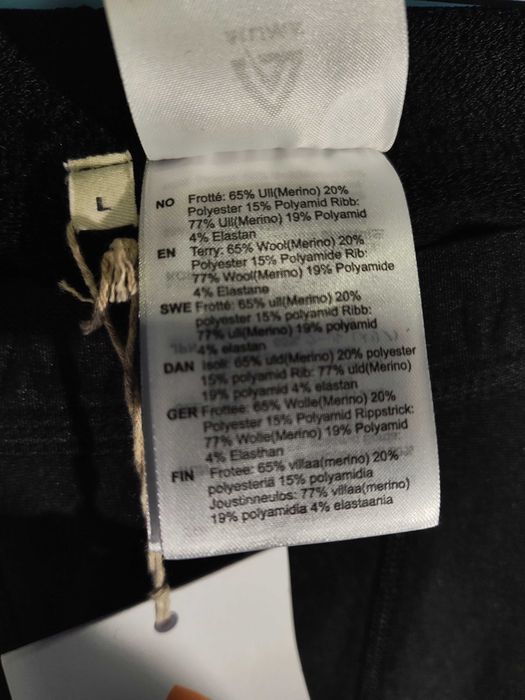 L
NO Frotté: 65% Ull(Merino) 20%
Polyester 15% Polyamid Ribb:
77% Ull(Merino) 19% Polyamid
4% Elastan
EN Terry: 65% Wool(Merino) 20%
Polyester 15% Polyamide Rib:
77% Wool(Merino) 19% Polyamide
4% Elastane
SWE Frotté: 65% ull(Merino) 20%
polyester 15% polyamid Ribb:
77% ull(Merino) 19% polyamid
4% elastan
DAN Isoli: 65% uld(Merino) 20% polyester
15% polyamid Rib: 77% uld(Merino)
19% polyamid 4% elastan
GER Frottee: 65% Wolle(Merino) 20%
Polyester 15% Polyamid Rippstrick:
77% Wolle(Merino) 19% Polyamid
4% Elasthan
FIN Frotee: 65% villaa(merino) 20%
polyesteriä 15% polyamidia
Joustinneulos: 77% villaa(merino)
19% polyamidia 4% elastaania